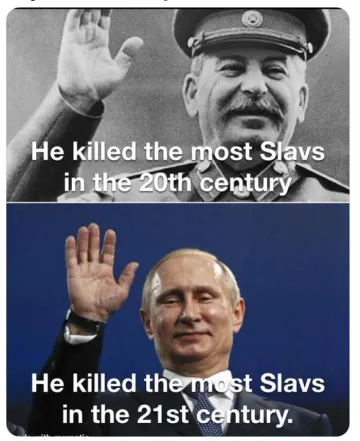 He killed the most Slavs
in the 20th century
He killed the most Slavs
in the 21st century.